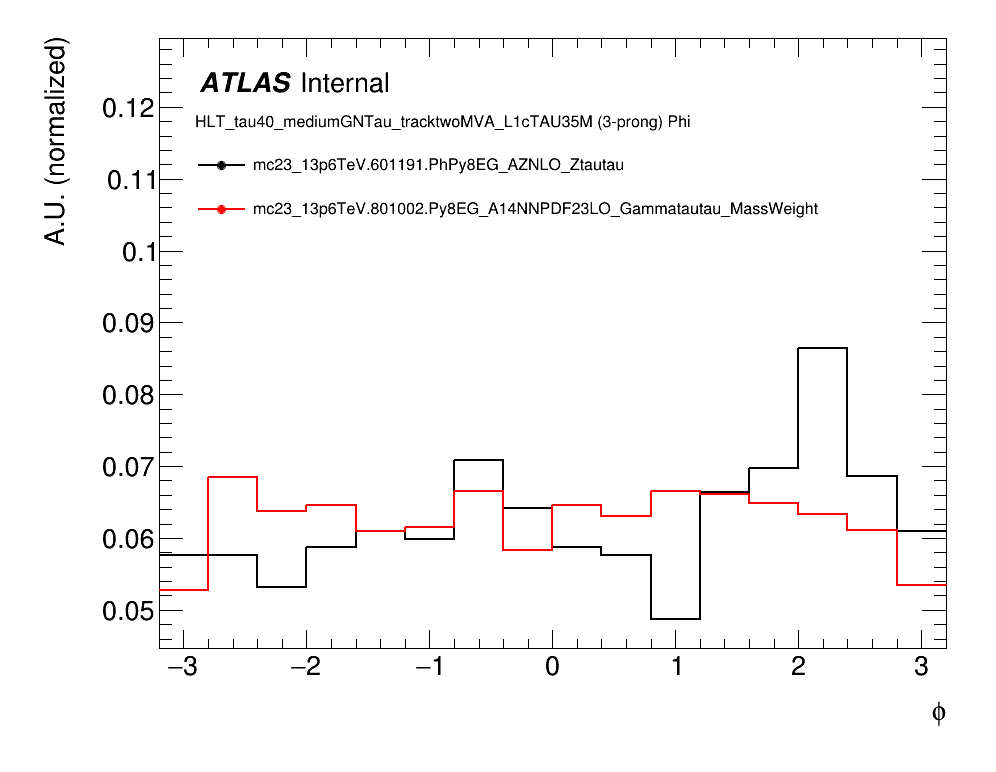 A.U. (normalized)
ATLAS Internal
HLT_tau40_mediumGNTau_tracktwoMVA_L1cTAU35M (3-prong) Phi
mc23_13p6TeV.601191.PhPy8EG_AZNLO_Ztautau
mc23_13p6TeV.801002.Py8EG_A14NNPDF23LO_Gammatautau_MassWeight
0.12
0.11
0.1
0.09
0.08
0.07
0.06
0.05
−3 −2 −1 0 1 2 3
ϕ